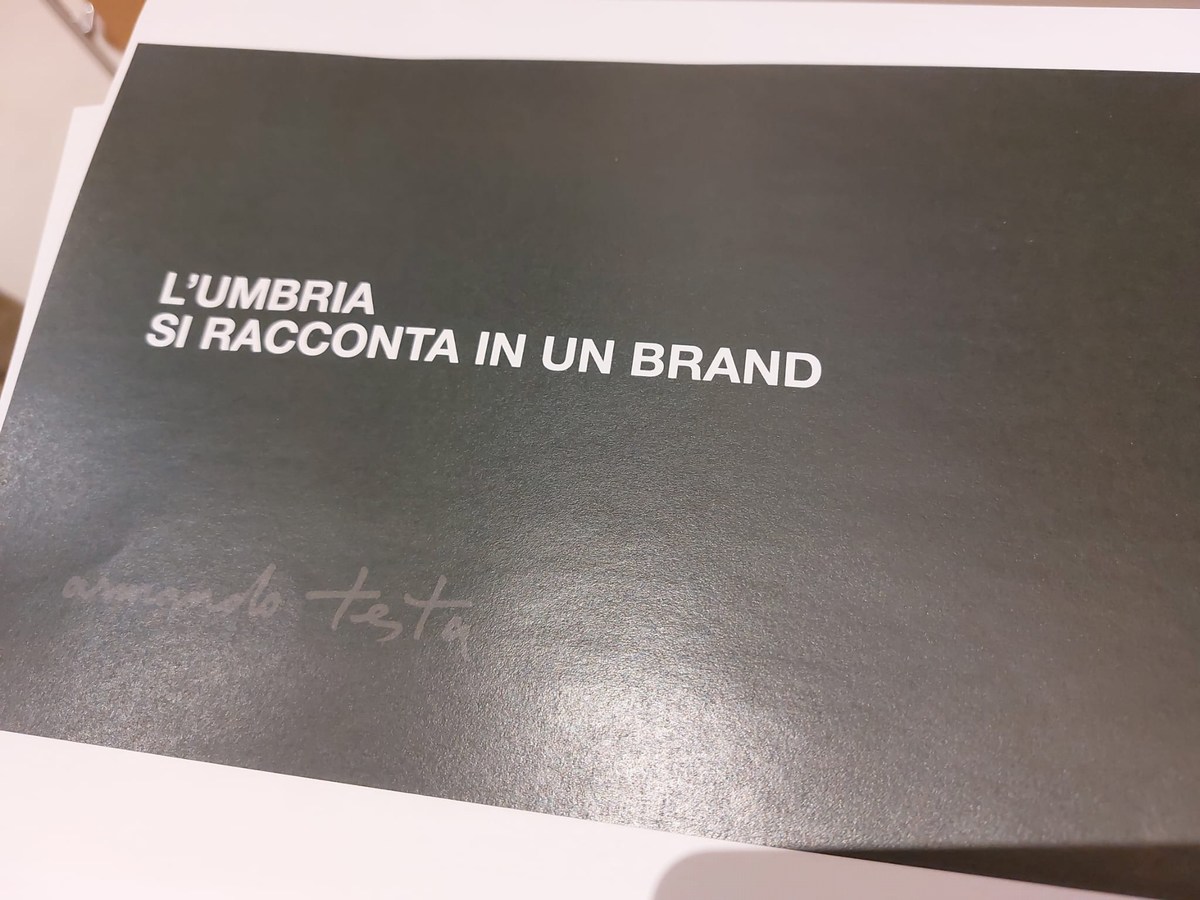 L'UMBRIA
SI RACCONTA IN UN BRAND
armando testa